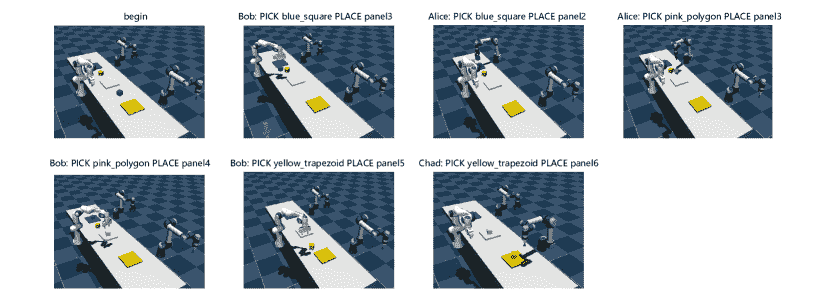 begin
Bob: PICK blue_square PLACE panel3
Alice: PICK blue_square PLACE panel2
Alice: PICK pink_polygon PLACE panel3
Bob: PICK pink_polygon PLACE panel4
Bob: PICK yellow_trapezoid PLACE panel5
Chad: PICK yellow_trapezoid PLACE panel6